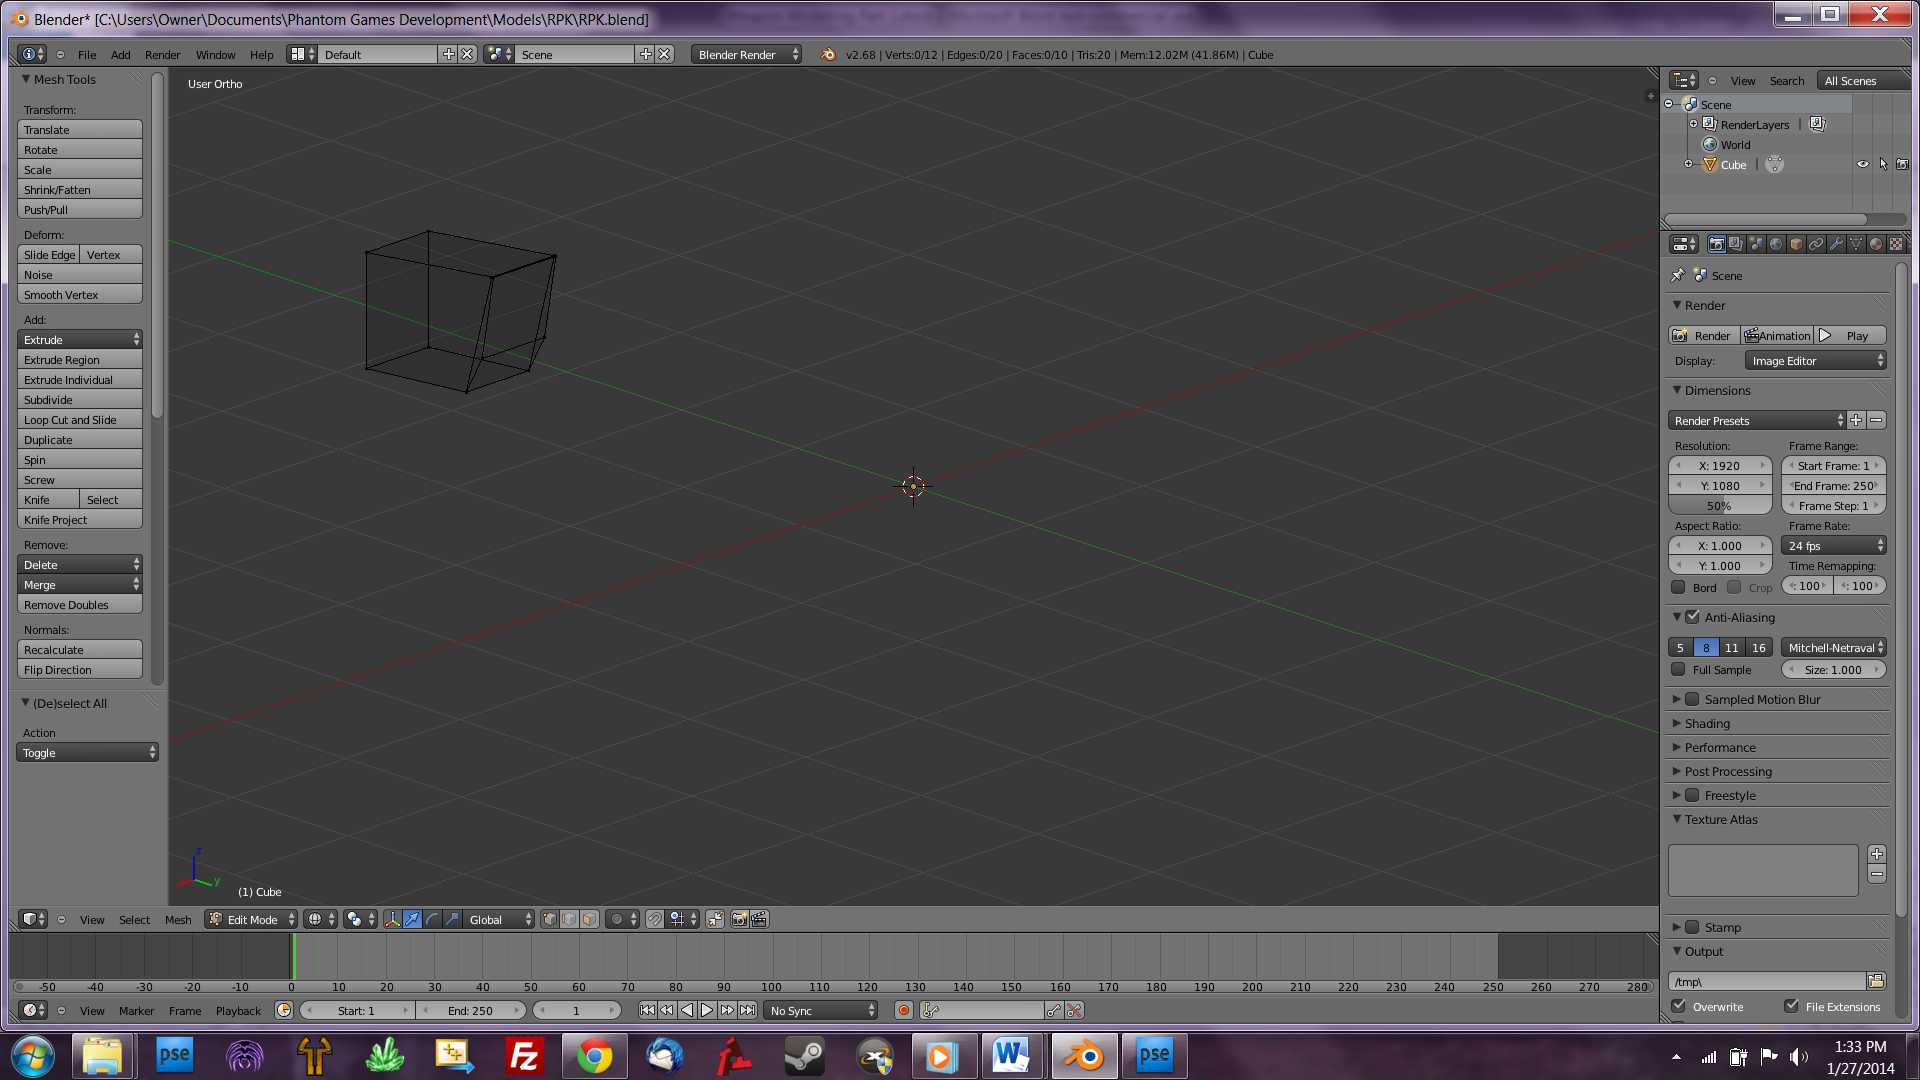 Blender* [C:\Users\Owner\Documents\Phantom Games Development\Models\RPK\RPK.blend]
File Add Render Window Help Default Scene Blender Render v2.68 | Verts:0/12 | Edges:0/20 | Faces:0/10 | Tris:20 | Mem:12.02M (41.86M) | Cube
Mesh Tools
Transform:
Translate
Rotate
Scale
Shrink/Fatten
Push/Pull
Deform:
Slide Edge Vertex
Noise
Smooth Vertex
Add:
Extrude
Extrude Region
Extrude Individual
Subdivide
Loop Cut and Slide
Duplicate
Spin
Screw
Knife Select
Knife Project
Remove:
Delete
Merge
Remove Doubles
Normals:
Recalculate
Flip Direction
(De)select All
Action
Toggle
User Ortho
z
x y
(1) Cube
View Search All Scenes
Scene
RenderLayers |
World
Cube |
Scene
Render
Render Animation Play
Display: Image Editor
Dimensions
Render Presets
Resolution: Frame Range:
X: 1920 Start Frame: 1
Y: 1080 End Frame: 250
50% Frame Step: 1
Aspect Ratio: Frame Rate:
X: 1.000 24 fps
Y: 1.000 Time Remapping:
Bord Crop : 100 : 100
Anti-Aliasing
5 8 11 16 Mitchell-Netraval
Full Sample Size: 1.000
Sampled Motion Blur
Shading
Performance
Post Processing
Freestyle
Texture Atlas
Stamp
Output
/tmp\
Overwrite File Extensions
View Select Mesh Edit Mode Global
-50 -40 -30 -20 -10 0 10 20 30 40 50 60 70 80 90 100 110 120 130 140 150 160 170 180 190 200 210 220 230 240 250 260 270 280
View Marker Frame Playback Start: 1 End: 250 1 No Sync
pse Fz W pse
1:33 PM
1/27/2014